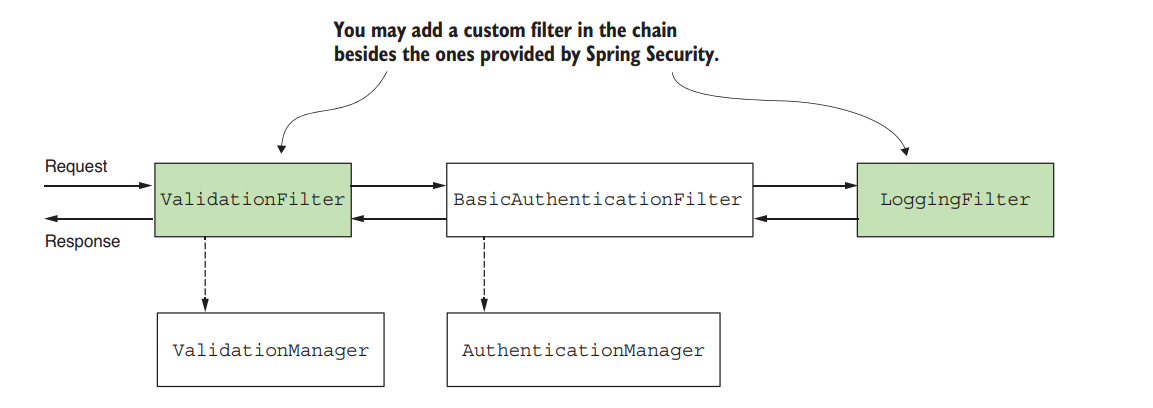 You may add a custom filter in the chain
besides the ones provided by Spring Security.
Request
ValidationFilter
BasicAuthenticationFilter
LoggingFilter
Response
ValidationManager
AuthenticationManager